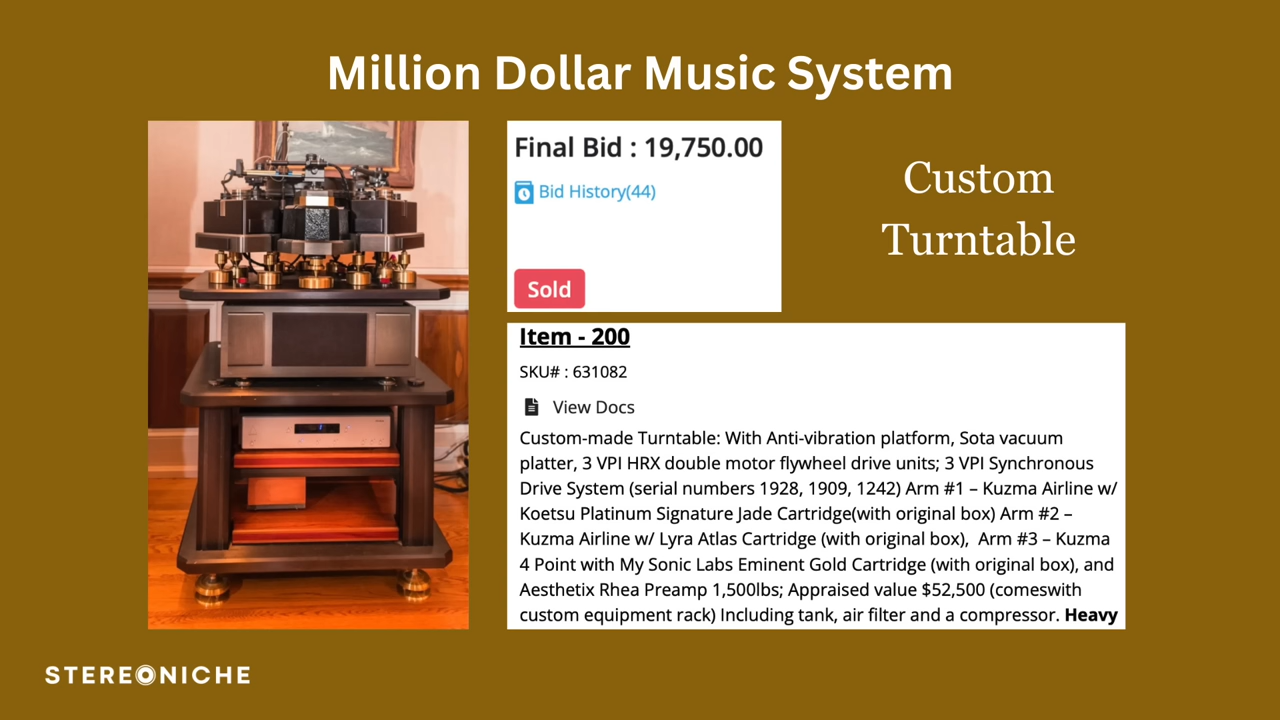 Million Dollar Music System
Final Bid : 19,750.00
Bid History(44)
Sold
Custom
Turntable
Item - 200
SKU# : 631082
View Docs
Custom-made Turntable: With Anti-vibration platform, Sota vacuum
platter, 3 VPI HRX double motor flywheel drive units; 3 VPI Synchronous
Drive System (serial numbers 1928, 1909, 1242) Arm #1 – Kuzma Airline w/
Koetsu Platinum Signature Jade Cartridge(with original box) Arm #2 –
Kuzma Airline w/ Lyra Atlas Cartridge (with original box),  Arm #3 – Kuzma
4 Point with My Sonic Labs Eminent Gold Cartridge (with original box), and
Aesthetix Rhea Preamp 1,500lbs; Appraised value $52,500 (comeswith
custom equipment rack) Including tank, air filter and a compressor. Heavy
STEREONICHE